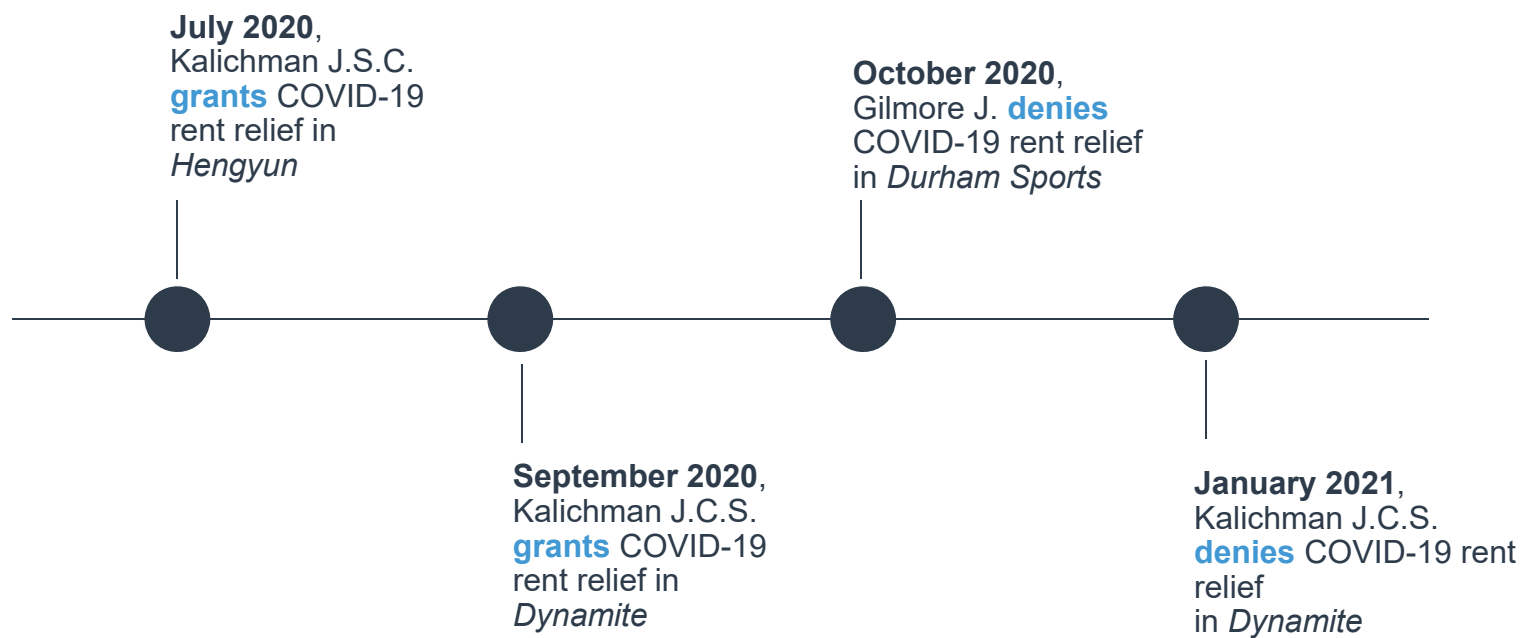 July 2020,
Kalichman J.S.C.
grants COVID-19
rent relief in
Hengyun
September 2020,
Kalichman J.C.S.
grants COVID-19
rent relief in
Dynamite
October 2020,
Gilmore J. denies
COVID-19 rent relief
in Durham Sports
January 2021,
Kalichman J.C.S.
denies COVID-19 rent
relief
in Dynamite